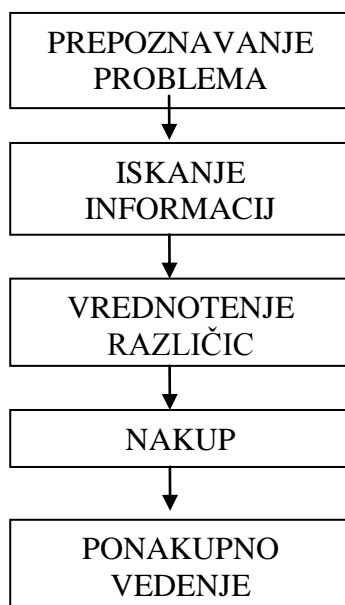 PREPOZNAVANJE
PROBLEMA
ISKANJE
INFORMACIJ
VREDNOTENJE
RAZLIČIC
NAKUP
PONAKUPNO
VEDENJE